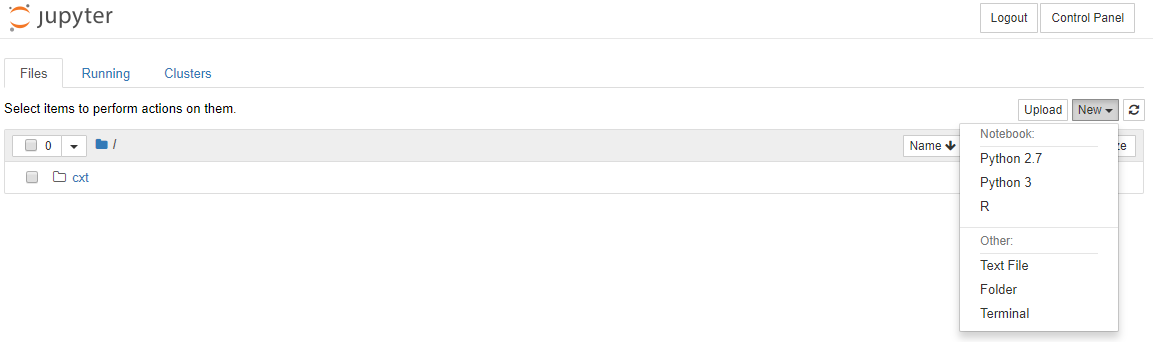 jupyter
Logout Control Panel
Files Running Clusters
Select items to perform actions on them.
Upload New
0 / Name ze
cxt
Notebook:
Python 2.7
Python 3
R
Other:
Text File
Folder
Terminal